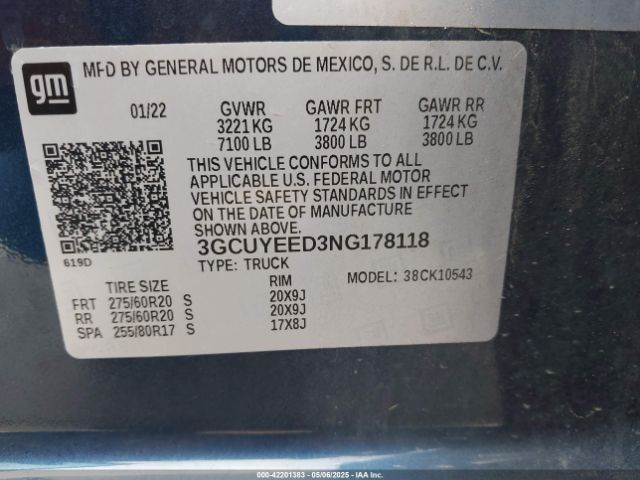 gm
MFD BY GENERAL MOTORS DE MEXICO, S. DE R.L. DE C.V.
01/22 GVWR GAWR FRT GAWR RR
3221 KG 1724 KG 1724 KG
7100 LB 3800 LB 3800 LB
THIS VEHICLE CONFORMS TO ALL
APPLICABLE U.S. FEDERAL MOTOR
VEHICLE SAFETY STANDARDS IN EFFECT
ON THE DATE OF MANUFACTURE
SHOWN ABOVE.
3GCUYEED3NG178118
619D
TYPE: TRUCK
MODEL: 38CK10543
TIRE SIZE RIM
FRT 275/60R20 S 20X9J
RR 275/60R20 S 20X9J
SPA 255/80R17 S 17X8J
000-42201383 - 05/06/2025 - IAA Inc.